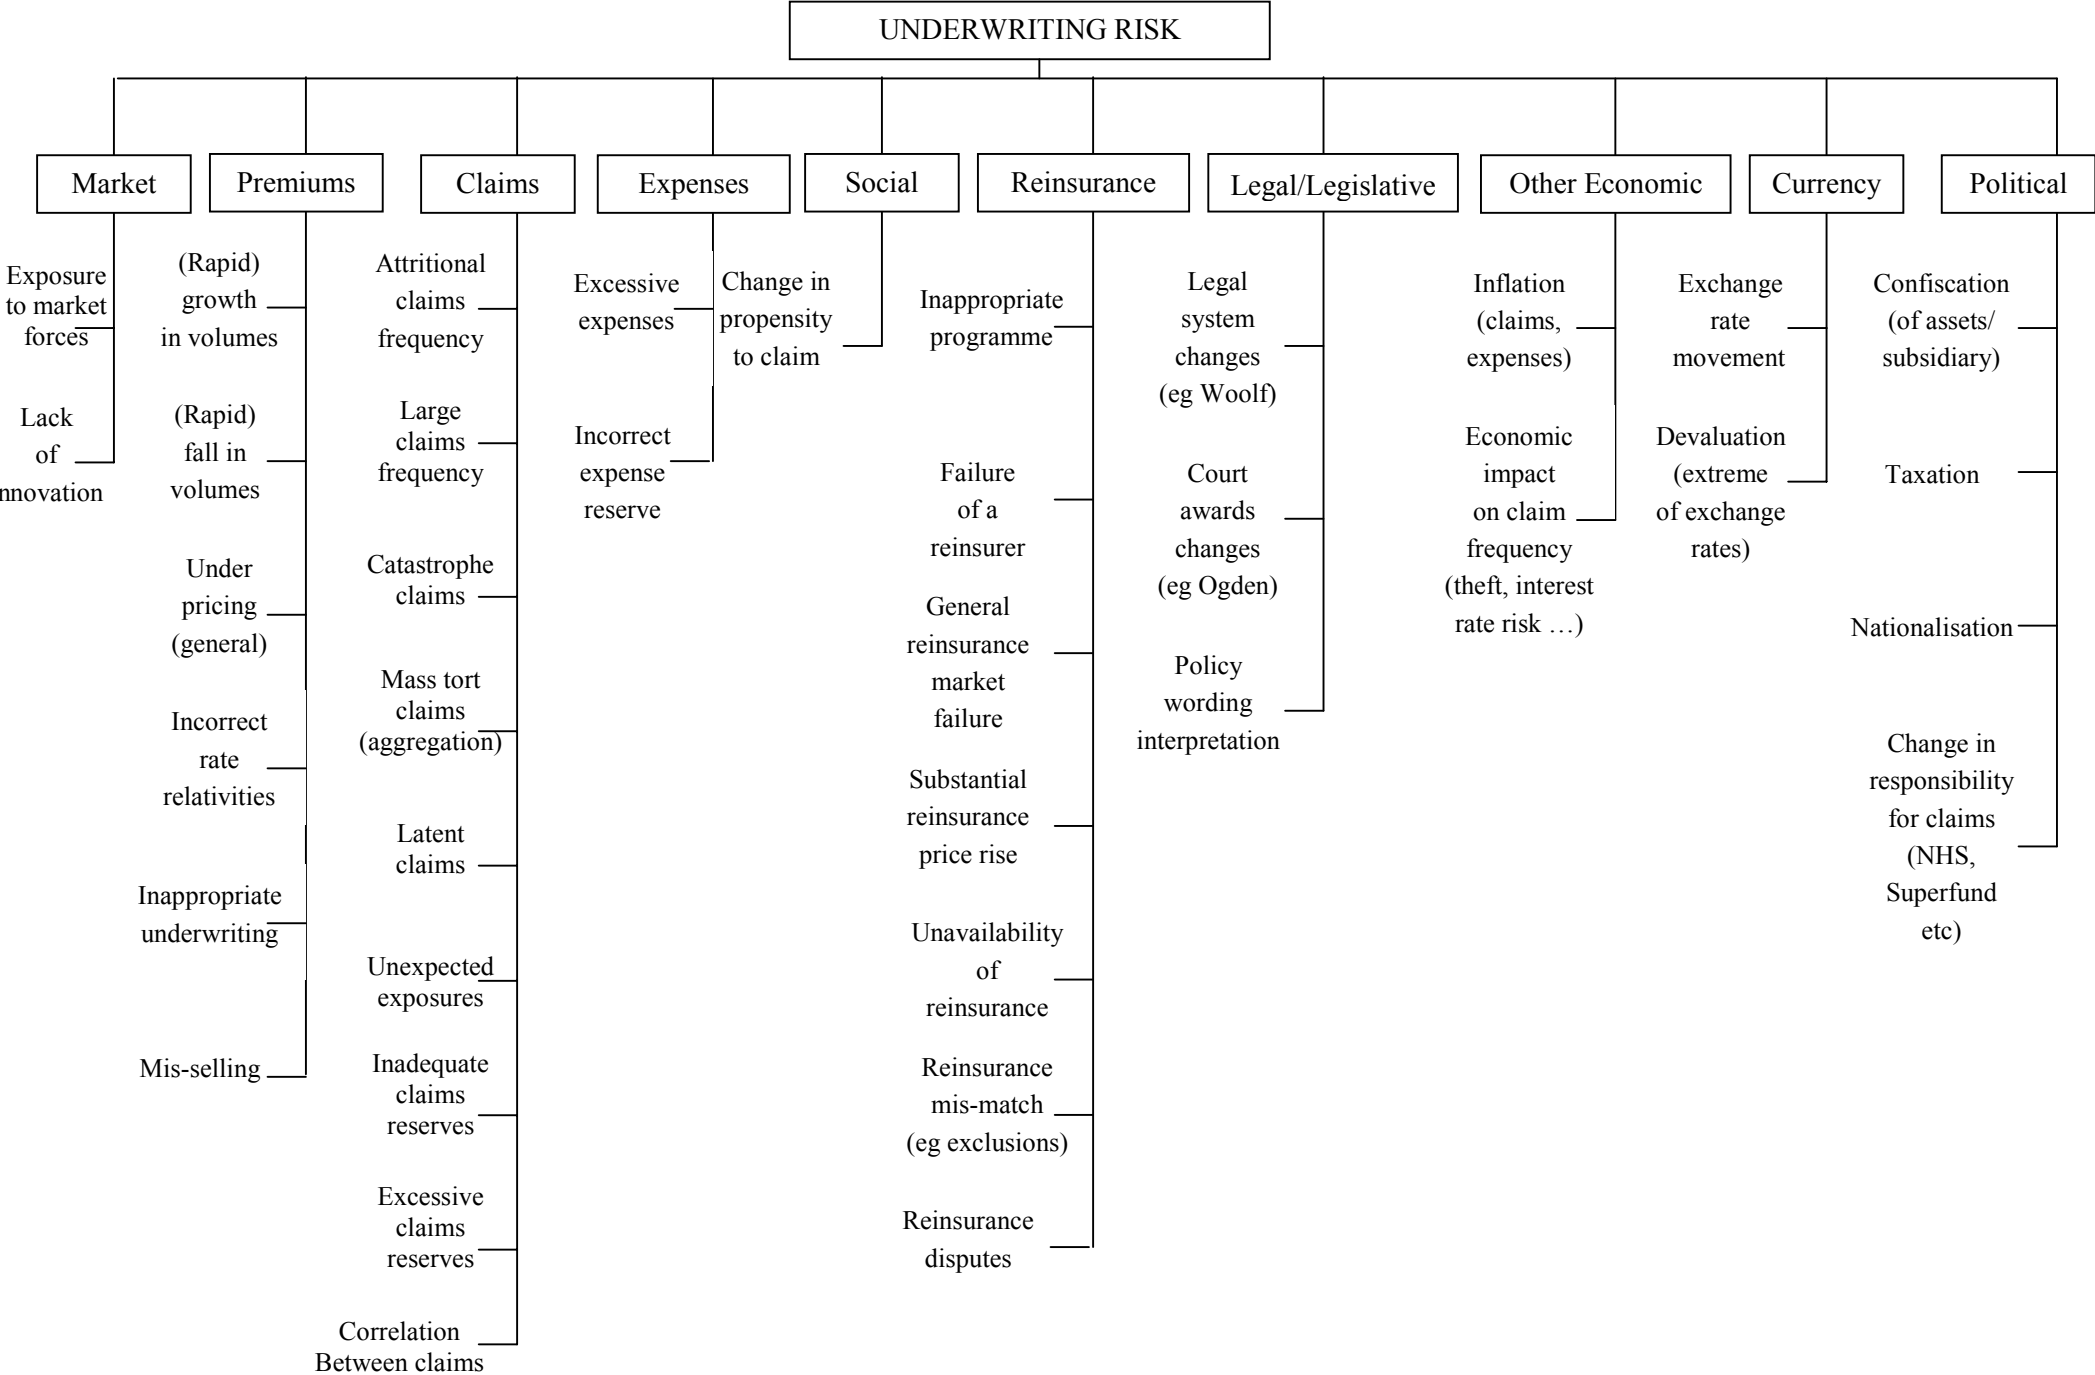 UNDERWRITING RISK
Market
Premiums
Claims
Expenses
Social
Reinsurance
Legal/Legislative
Other Economic
Currency
Political
Exposure
to market
forces
Lack
of
nnovation
(Rapid)
growth
in volumes
(Rapid)
fall in
volumes
Under
pricing
(general)
Incorrect
rate
relativities
Inappropriate
underwriting
Mis-selling
Attritional
claims
frequency
Large
claims
frequency
Catastrophe
claims
Mass tort
claims
(aggregation)
Latent
claims
Unexpected
exposures
Inadequate
claims
reserves
Excessive
claims
reserves
Correlation
Between claims
Excessive
expenses
Incorrect
expense
reserve
Change in
propensity
to claim
Inappropriate
programme
Failure
of a
reinsurer
General
reinsurance
market
failure
Substantial
reinsurance
price rise
Unavailability
of
reinsurance
Reinsurance
mis-match
(eg exclusions)
Reinsurance
disputes
Legal
system
changes
(eg Woolf)
Court
awards
changes
(eg Ogden)
Policy
wording
interpretation
Inflation
(claims,
expenses)
Economic
impact
on claim
frequency
(theft, interest
rate risk …)
Exchange
rate
movement
Devaluation
(extreme
of exchange
rates)
Confiscation
(of assets/
subsidiary)
Taxation
Nationalisation
Change in
responsibility
for claims
(NHS,
Superfund
etc)